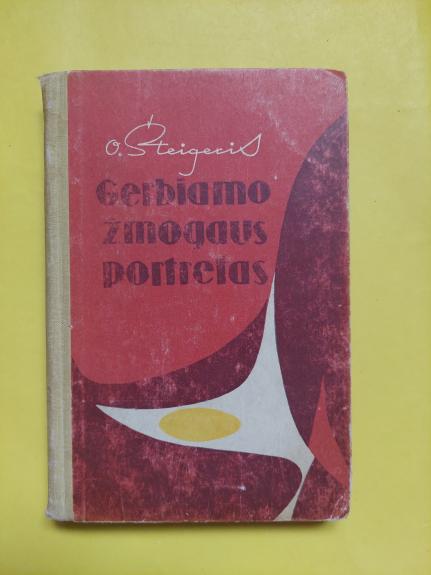 O. Šteigeris
Gerbiamo
žmogaus
portretas